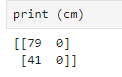 print (cm)
[[79  0]
 [41  0]]